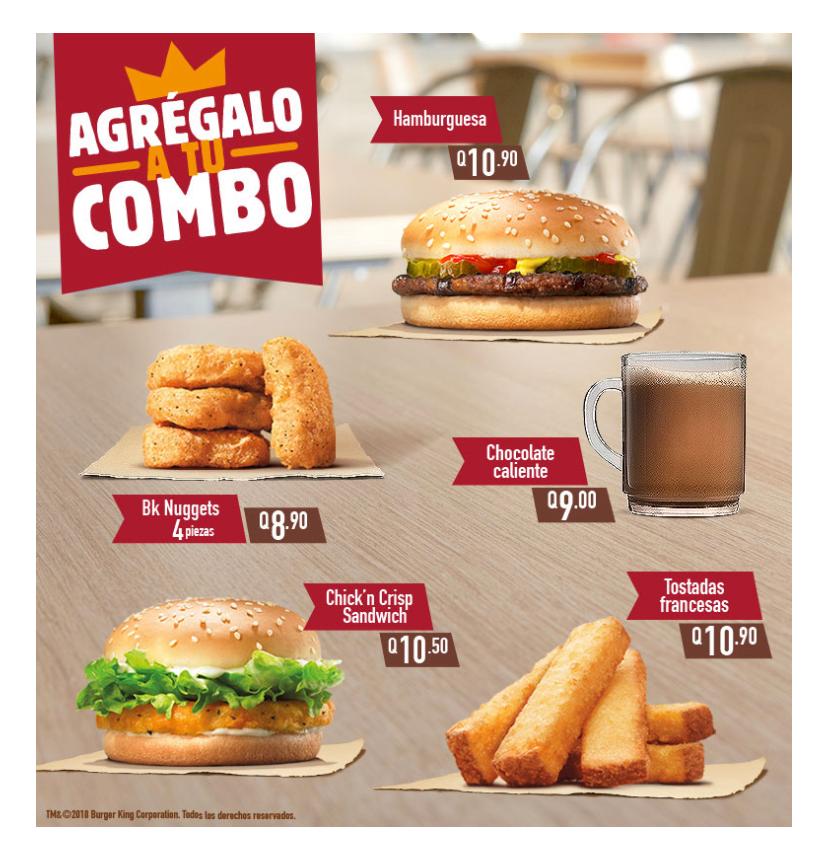 AGRÉGALO
A TU
COMBO
Hamburguesa
Q10.90
Chocolate
caliente
Q9.00
Bk Nuggets
4 piezas
Q8.90
Chick'n Crisp
Sandwich
Q10.50
Tostadas
francesas
Q10.90
TM&©2018 Burger King Corporation. Todos los derechos reservados.